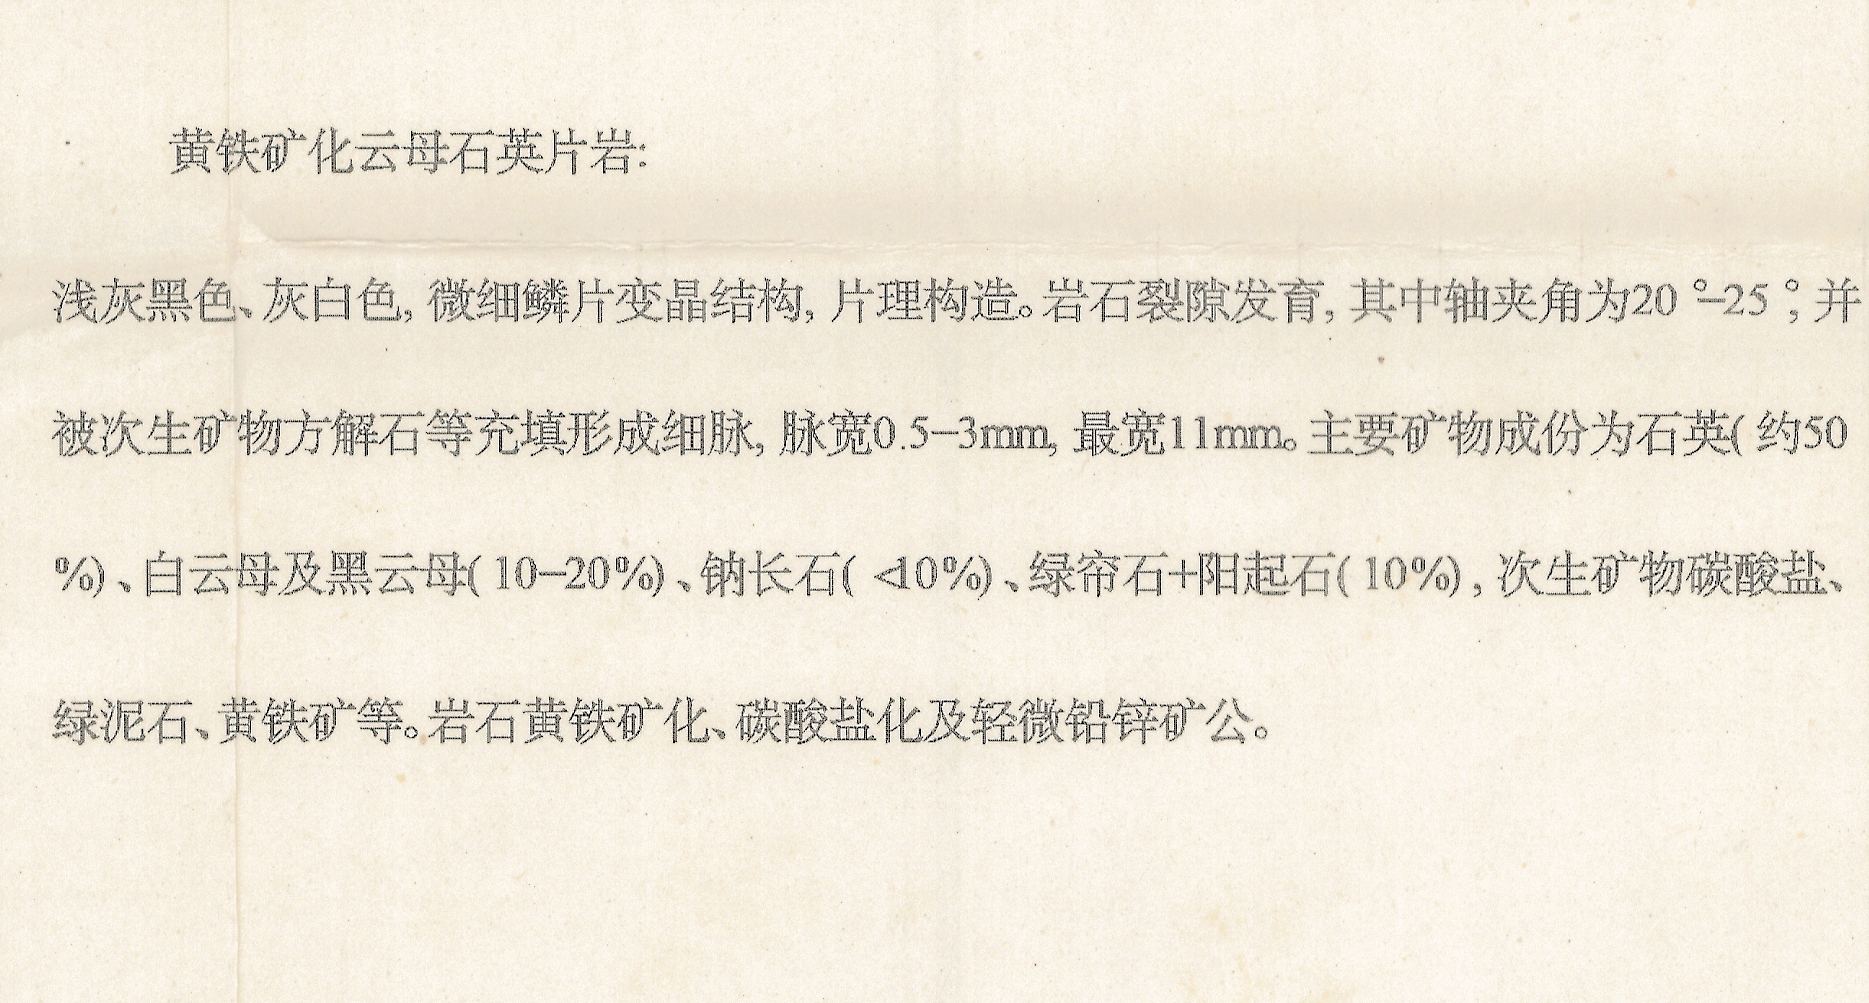 黄铁矿化云母石英片岩:
浅灰黑色、灰白色, 微细鳞片变晶结构, 片理构造。岩石裂隙发育, 其中轴夹角为20 °–25 °; 并
被次生矿物方解石等充填形成细脉, 脉宽0.5–3mm, 最宽11mm。主要矿物成份为石英( 约50
%) 、白云母及黑云母( 10–20%) 、钠长石( <10%) 、绿帘石+阳起石( 10%) , 次生矿物碳酸盐、
绿泥石、黄铁矿等。岩石黄铁矿化、碳酸盐化及轻微铅锌矿公。